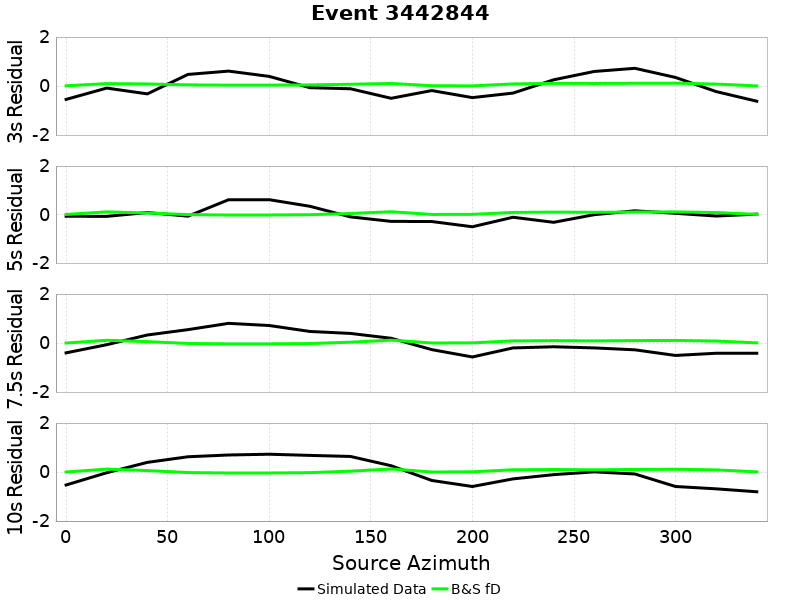 Event 3442844
3s Residual
2
0
-2
5s Residual
2
0
-2
7.5s Residual
2
0
-2
10s Residual
2
0
-2
0 50 100 150 200 250 300
Source Azimuth
Simulated Data B&S fD